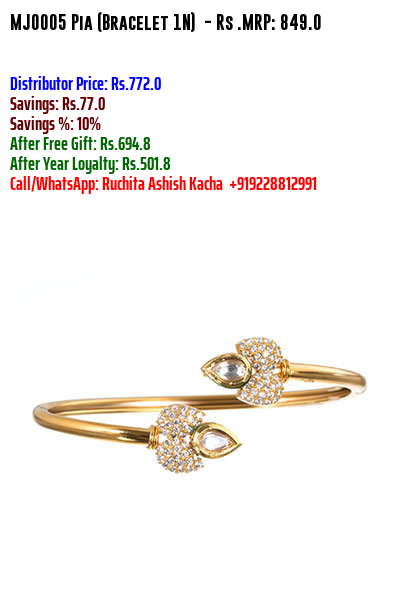 MJ0005 Pia (Bracelet 1N) - Rs .MRP: 849.0
Distributor Price: Rs.772.0
Savings: Rs.77.0
Savings %: 10%
After Free Gift: Rs.694.8
After Year Loyalty: Rs.501.8
Call/WhatsApp: Ruchita Ashish Kacha +919228812991